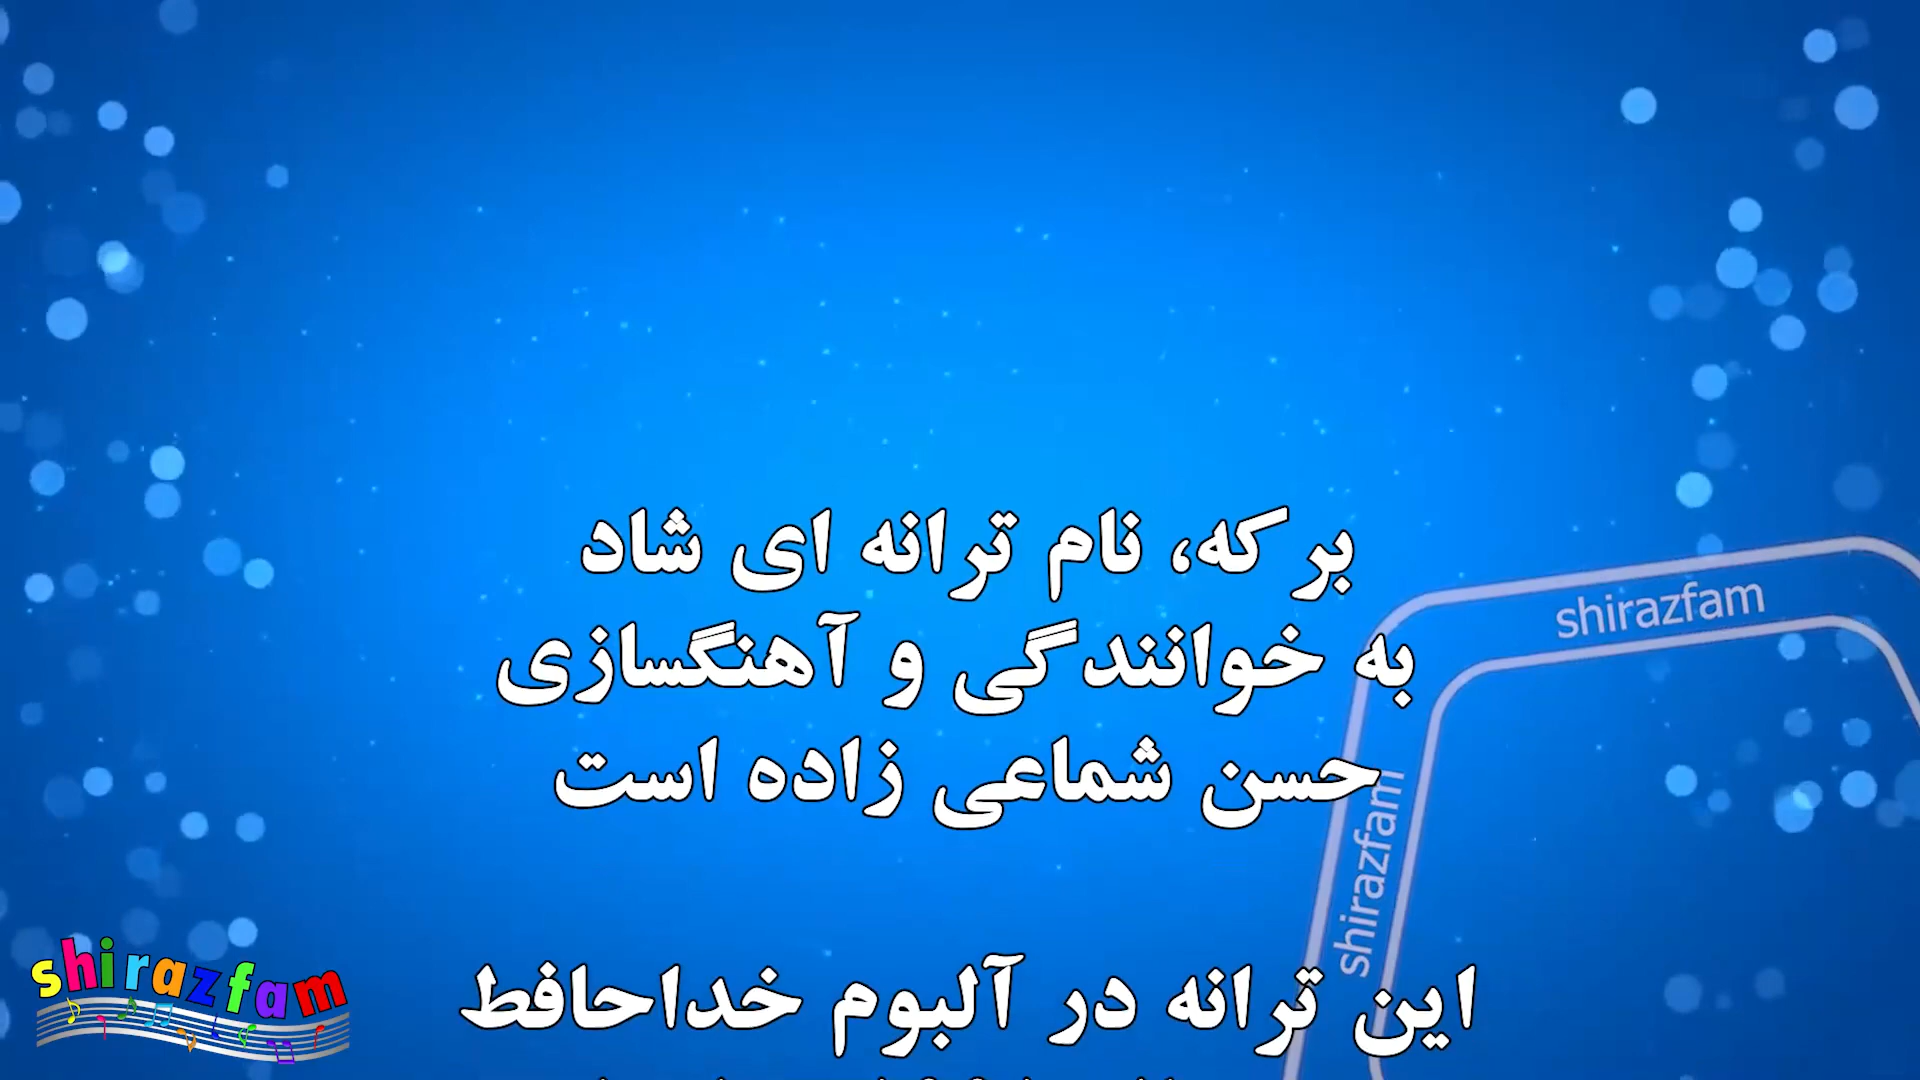 برکه، نام ترانه ای شاد
به خوانندگی و آهنگسازی
حسن شماعی زاده است
این ترانه در آلبوم خداحافط
shirazfam
shirazfam
shirazfam